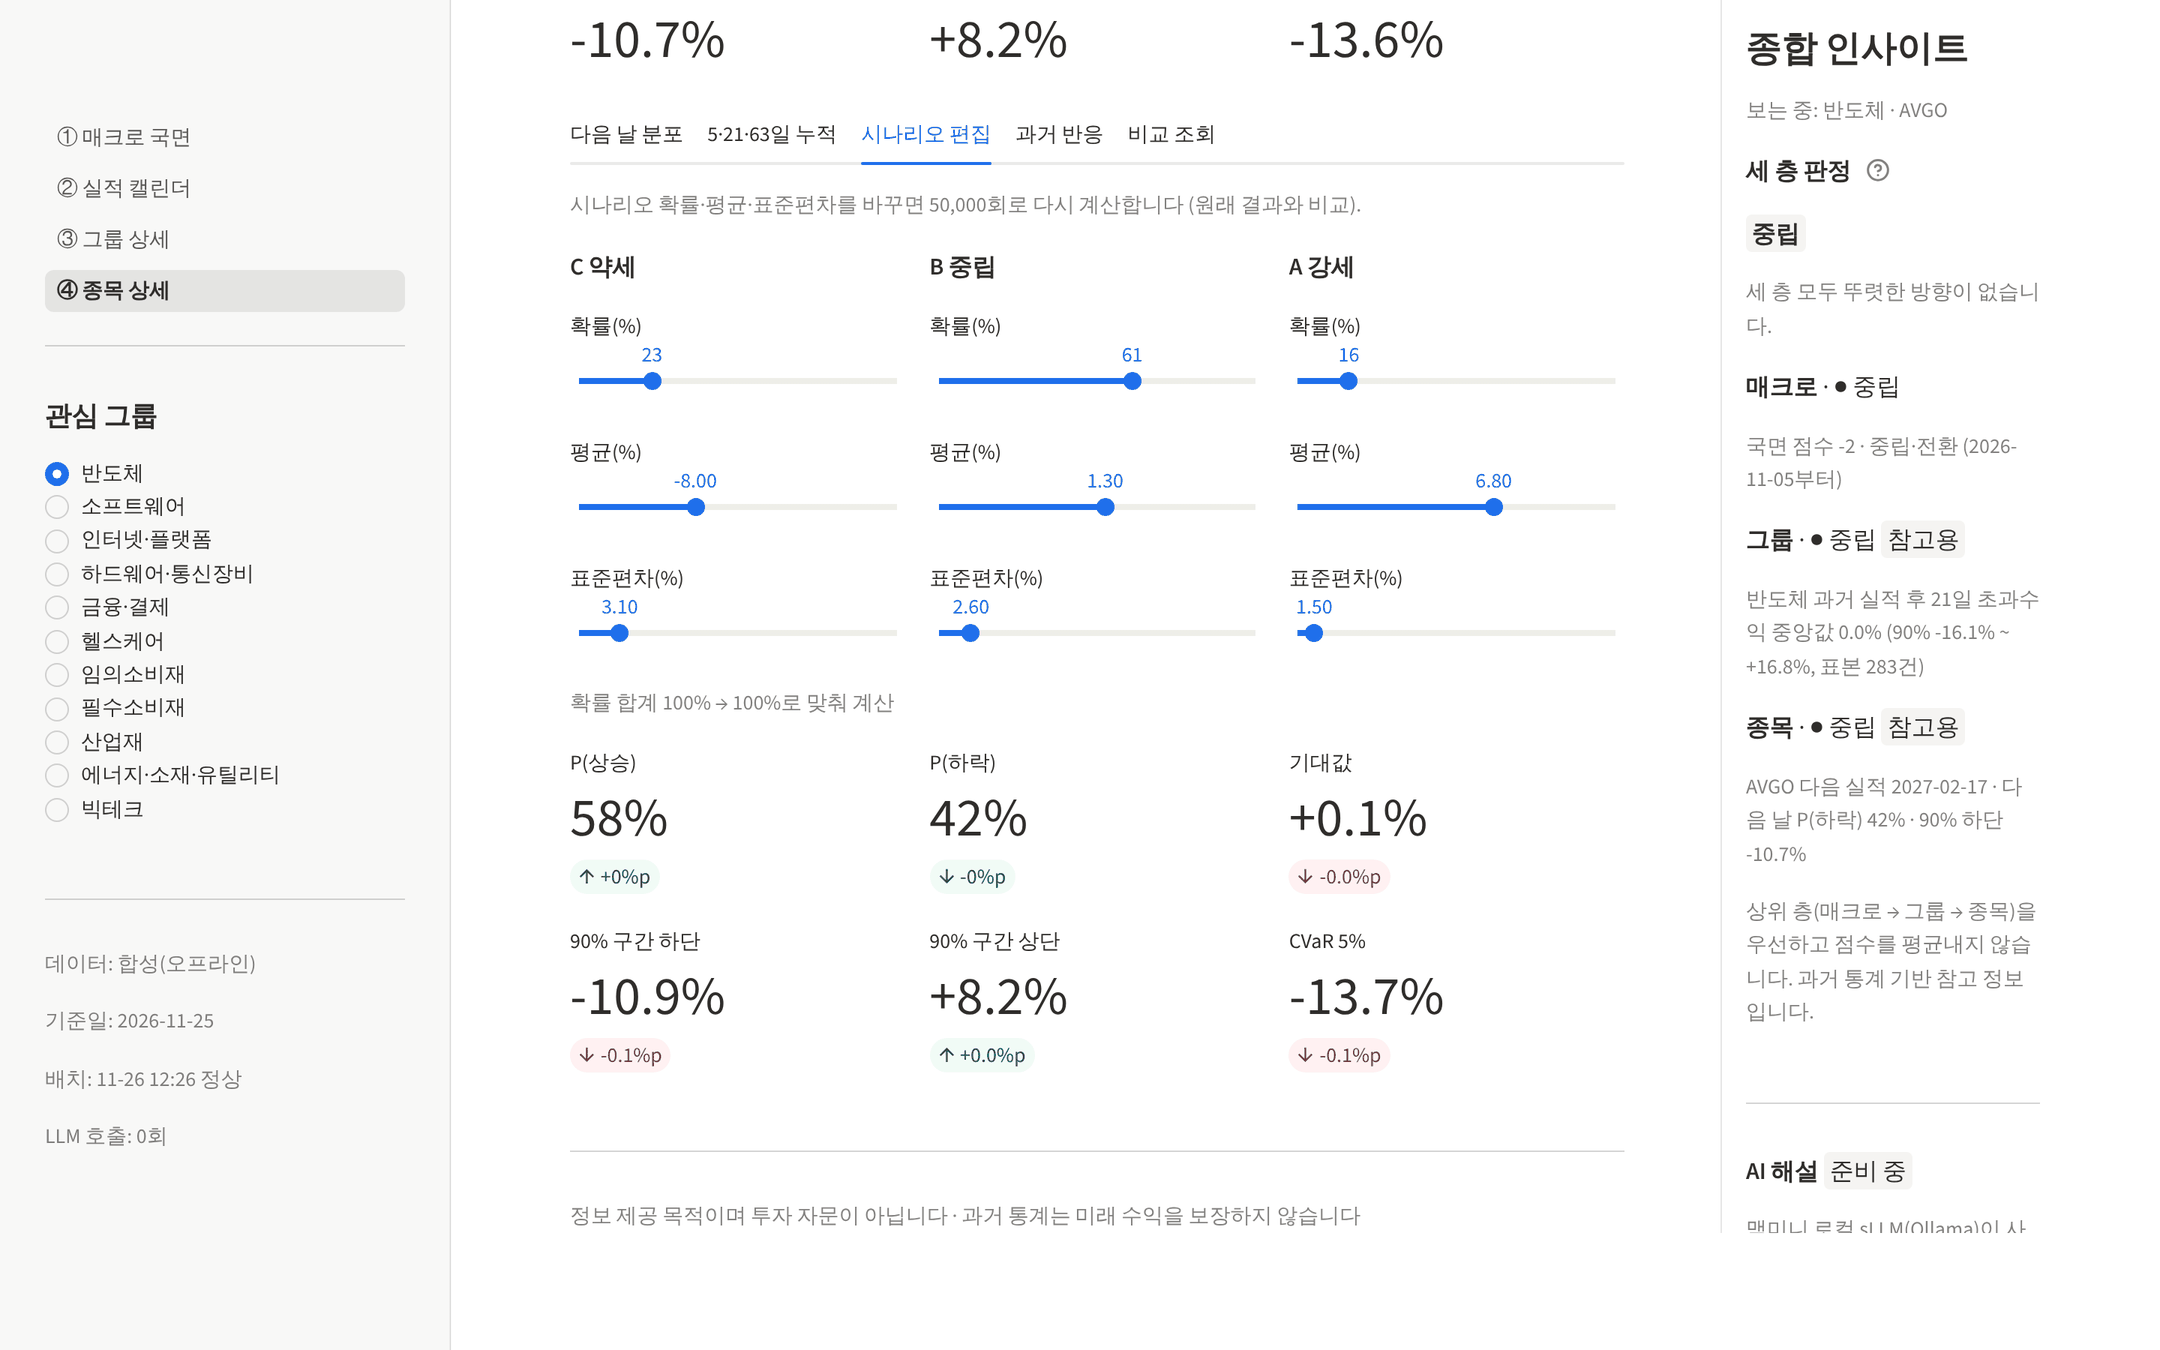 ① 매크로 국면
② 실적 캘린더
③ 그룹 상세
④ 종목 상세
관심 그룹
반도체
소프트웨어
인터넷·플랫폼
하드웨어·통신장비
금융·결제
헬스케어
임의소비재
필수소비재
산업재
에너지·소재·유틸리티
빅테크
데이터: 합성(오프라인)
기준일: 2026-11-25
배치: 11-26 12:26 정상
LLM 호출: 0회
-10.7% +8.2% -13.6%
다음 날 분포 5·21·63일 누적 시나리오 편집 과거 반응 비교 조회
시나리오 확률·평균·표준편차를 바꾸면 50,000회로 다시 계산합니다 (원래 결과와 비교).
C 약세 B 중립 A 강세
확률(%) 확률(%) 확률(%)
23 61 16
평균(%) 평균(%) 평균(%)
-8.00 1.30 6.80
표준편차(%) 표준편차(%) 표준편차(%)
3.10 2.60 1.50
확률 합계 100% → 100%로 맞춰 계산
P(상승) P(하락) 기대값
58% 42% +0.1%
↑ +0%p ↓ -0%p ↓ -0.0%p
90% 구간 하단 90% 구간 상단 CVaR 5%
-10.9% +8.2% -13.7%
↓ -0.1%p ↑ +0.0%p ↓ -0.1%p
정보 제공 목적이며 투자 자문이 아닙니다 · 과거 통계는 미래 수익을 보장하지 않습니다
종합 인사이트
보는 중: 반도체 · AVGO
세 층 판정
중립
세 층 모두 뚜렷한 방향이 없습니
다.
매크로 · ● 중립
국면 점수 -2 · 중립·전환 (2026-
11-05부터)
그룹 · ● 중립 참고용
반도체 과거 실적 후 21일 초과수
익 중앙값 0.0% (90% -16.1% ~
+16.8%, 표본 283건)
종목 · ● 중립 참고용
AVGO 다음 실적 2027-02-17 · 다
음 날 P(하락) 42% · 90% 하단
-10.7%
상위 층(매크로 → 그룹 → 종목)을
우선하고 점수를 평균내지 않습
니다. 과거 통계 기반 참고 정보
입니다.
AI 해설 준비 중
맥미니 로컬 sLLM(Ollama)이 사